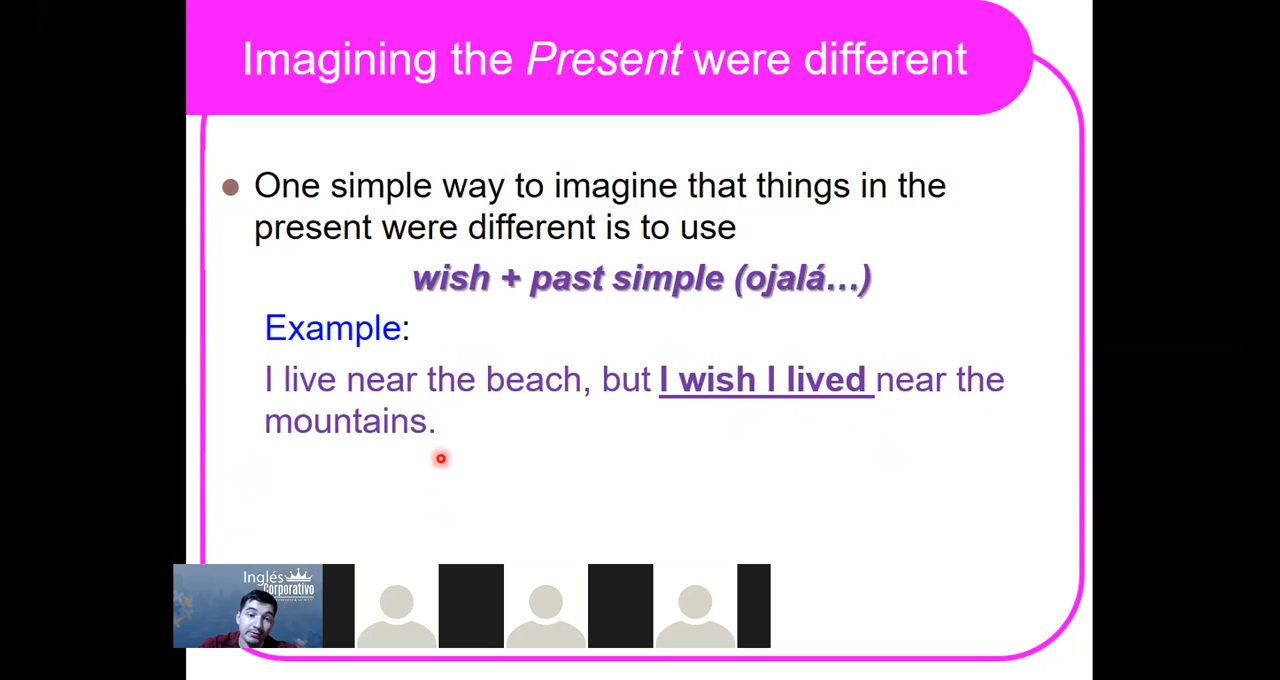 Imagining the Present were different
One simple way to imagine that things in the
present were different is to use
wish + past simple (ojalá…)
Example:
I live near the beach, but I wish I lived near the
mountains.
Inglés
Corporativo